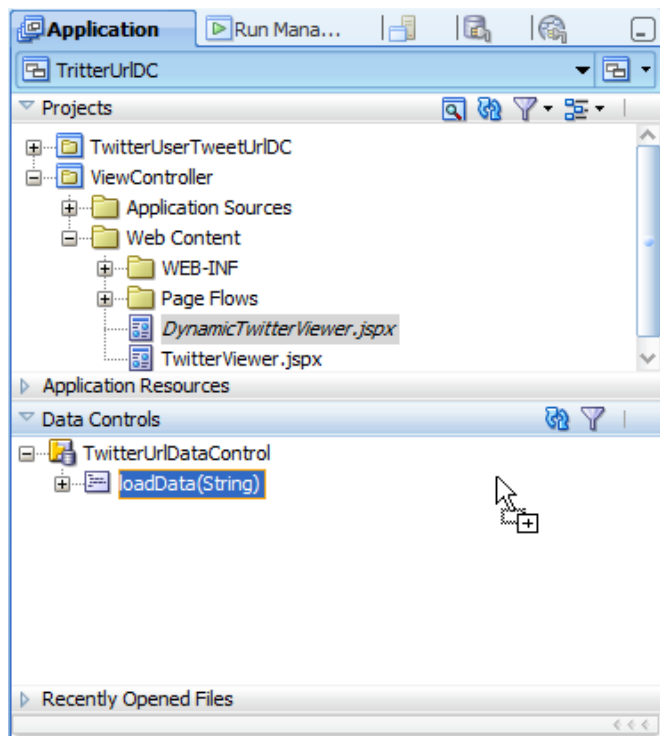 Application
Run Mana...
TritterUrlDC
Projects
TwitterUserTweetUrlDC
ViewController
Application Sources
Web Content
WEB-INF
Page Flows
DynamicTwitterViewer.jspx
TwitterViewer.jspx
Application Resources
Data Controls
TwitterUrlDataControl
loadData(String)
Recently Opened Files